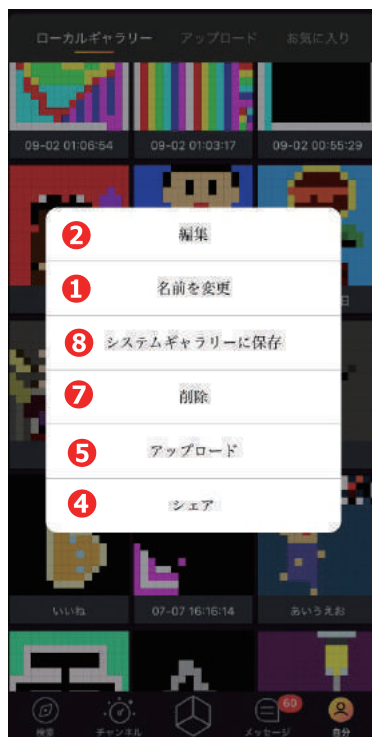 ローカルギャラリー アップロード お気に入り
09-02 01:06:54 09-02 01:03:17 09-02 00:55:29
2 編集
1 名前を変更
日
8 システムギャラリーに保存
7 削除
5 アップロード
4 シェア
いいね 07-07 16:16:14 あいうえお
60
検索 チャンネル メッセージ 自分